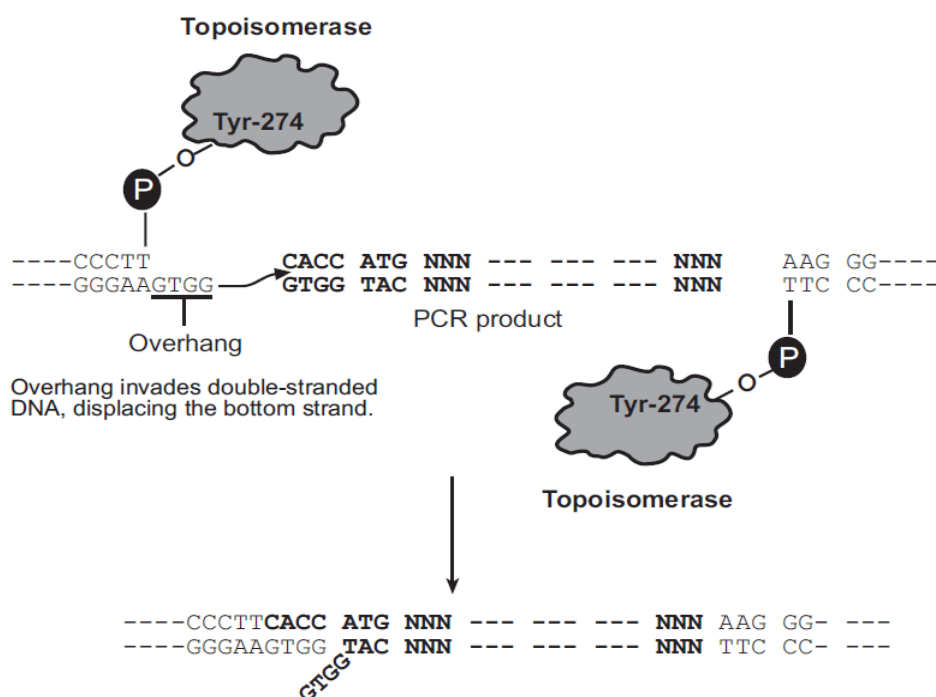 Topoisomerase
Tyr-274
O
P
----CCCTT CACC ATG NNN --- --- --- NNN AAG GG----
----GGGAAGTGG GTGG TAC NNN --- --- --- NNN TTC CC----
PCR product
Overhang
P
O
Overhang invades double-stranded
DNA, displacing the bottom strand.
Tyr-274
Topoisomerase
----CCCTTCACC ATG NNN --- --- --- NNN AAG GG- ---
----GGGAAGTGG TAC NNN --- --- --- NNN TTC CC- ---
GTGG